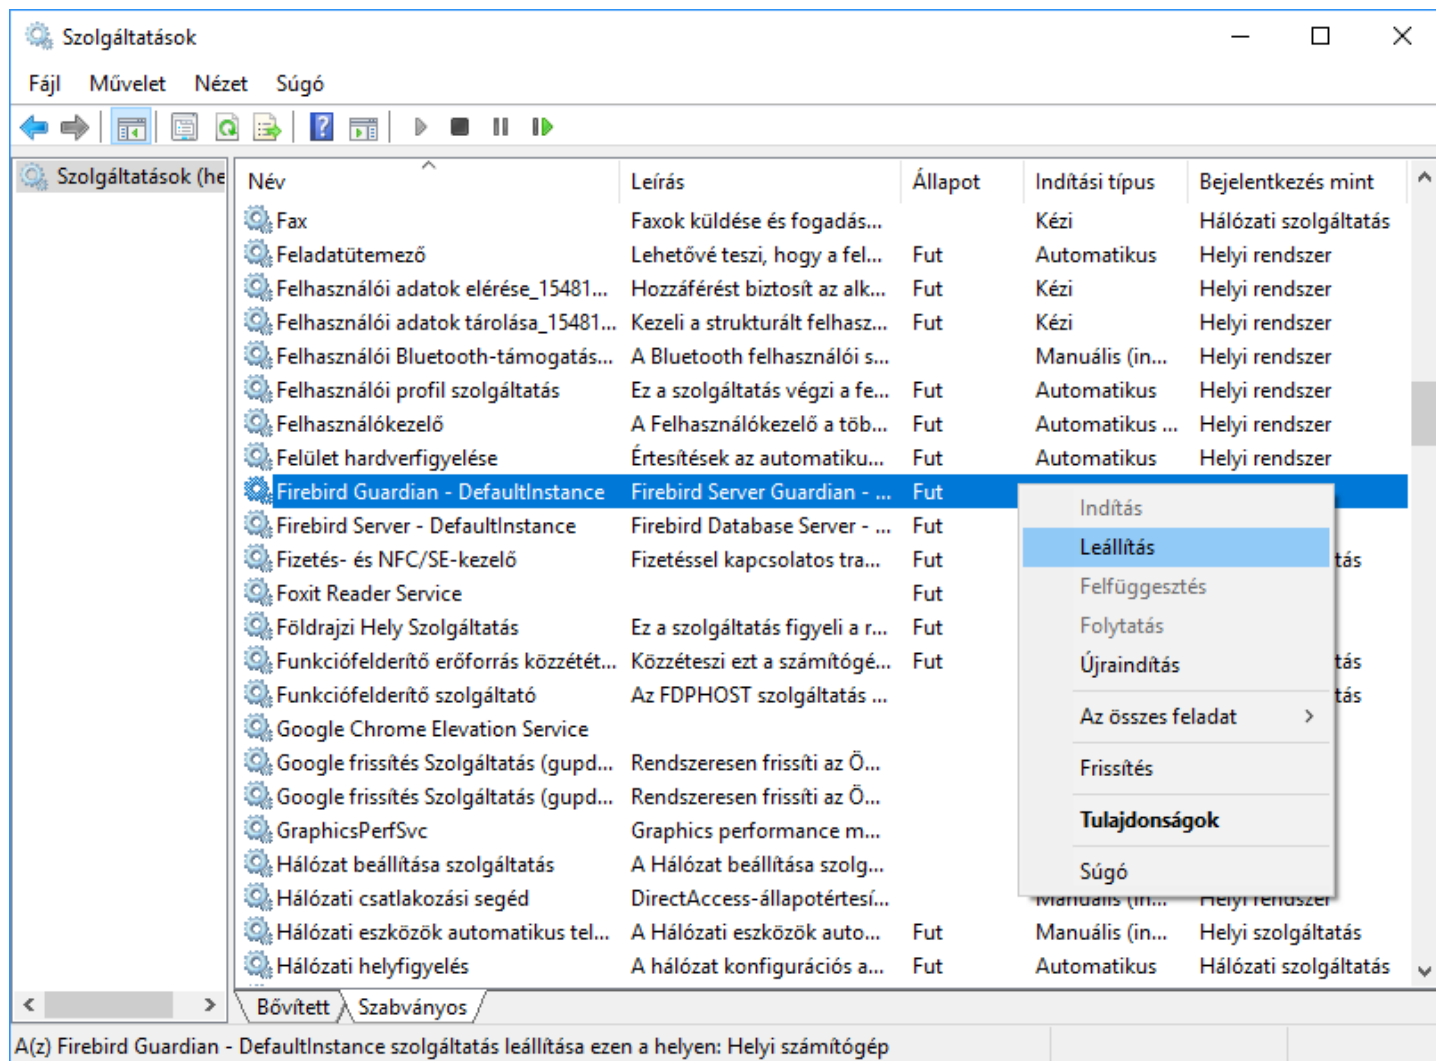 Szolgáltatások
Fájl Művelet Nézet Súgó
Szolgáltatások (he
Név Leírás Állapot Indítási típus Bejelentkezés mint
Fax Faxok küldése és fogadás... Kézi Hálózati szolgáltatás
Feladatütemező Lehetővé teszi, hogy a fel... Fut Automatikus Helyi rendszer
Felhasználói adatok elérése_15481... Hozzáférést biztosít az alk... Fut Kézi Helyi rendszer
Felhasználói adatok tárolása_15481... Kezeli a strukturált felhasz... Fut Kézi Helyi rendszer
Felhasználói Bluetooth-támogatás... A Bluetooth felhasználói s... Manuális (in... Helyi rendszer
Felhasználói profil szolgáltatás Ez a szolgáltatás végzi a fe... Fut Automatikus Helyi rendszer
Felhasználókezelő A Felhasználókezelő a töb... Fut Automatikus ... Helyi rendszer
Felület hardverfigyelése Értesítések az automatiku... Fut Automatikus Helyi rendszer
Firebird Guardian - DefaultInstance Firebird Server Guardian - ... Fut
Firebird Server - DefaultInstance Firebird Database Server - ... Fut
Fizetés- és NFC/SE-kezelő Fizetéssel kapcsolatos tra... Fut tás
Foxit Reader Service Fut
Földrajzi Hely Szolgáltatás Ez a szolgáltatás figyeli a r... Fut
Funkciófelderítő erőforrás közzétét... Közzéteszi ezt a számítógé... Fut tás
Funkciófelderítő szolgáltató Az FDPHOST szolgáltatás ... tás
Google Chrome Elevation Service
Google frissítés Szolgáltatás (gupd... Rendszeresen frissíti az Ö...
Google frissítés Szolgáltatás (gupd... Rendszeresen frissíti az Ö...
GraphicsPerfSvc Graphics performance m...
Hálózat beállítása szolgáltatás A Hálózat beállítása szolg...
Hálózati csatlakozási segéd DirectAccess-állapotértesí... Manuális (in... Helyi rendszer
Hálózati eszközök automatikus tel... A Hálózati eszközök auto... Fut Manuális (in... Helyi szolgáltatás
Hálózati helyfigyelés A hálózat konfigurációs a... Fut Automatikus Hálózati szolgáltatás
Indítás
Leállítás
Felfüggesztés
Folytatás
Újraindítás
Az összes feladat
Frissítés
Tulajdonságok
Súgó
Bővített Szabványos
A(z) Firebird Guardian - DefaultInstance szolgáltatás leállítása ezen a helyen: Helyi számítógép